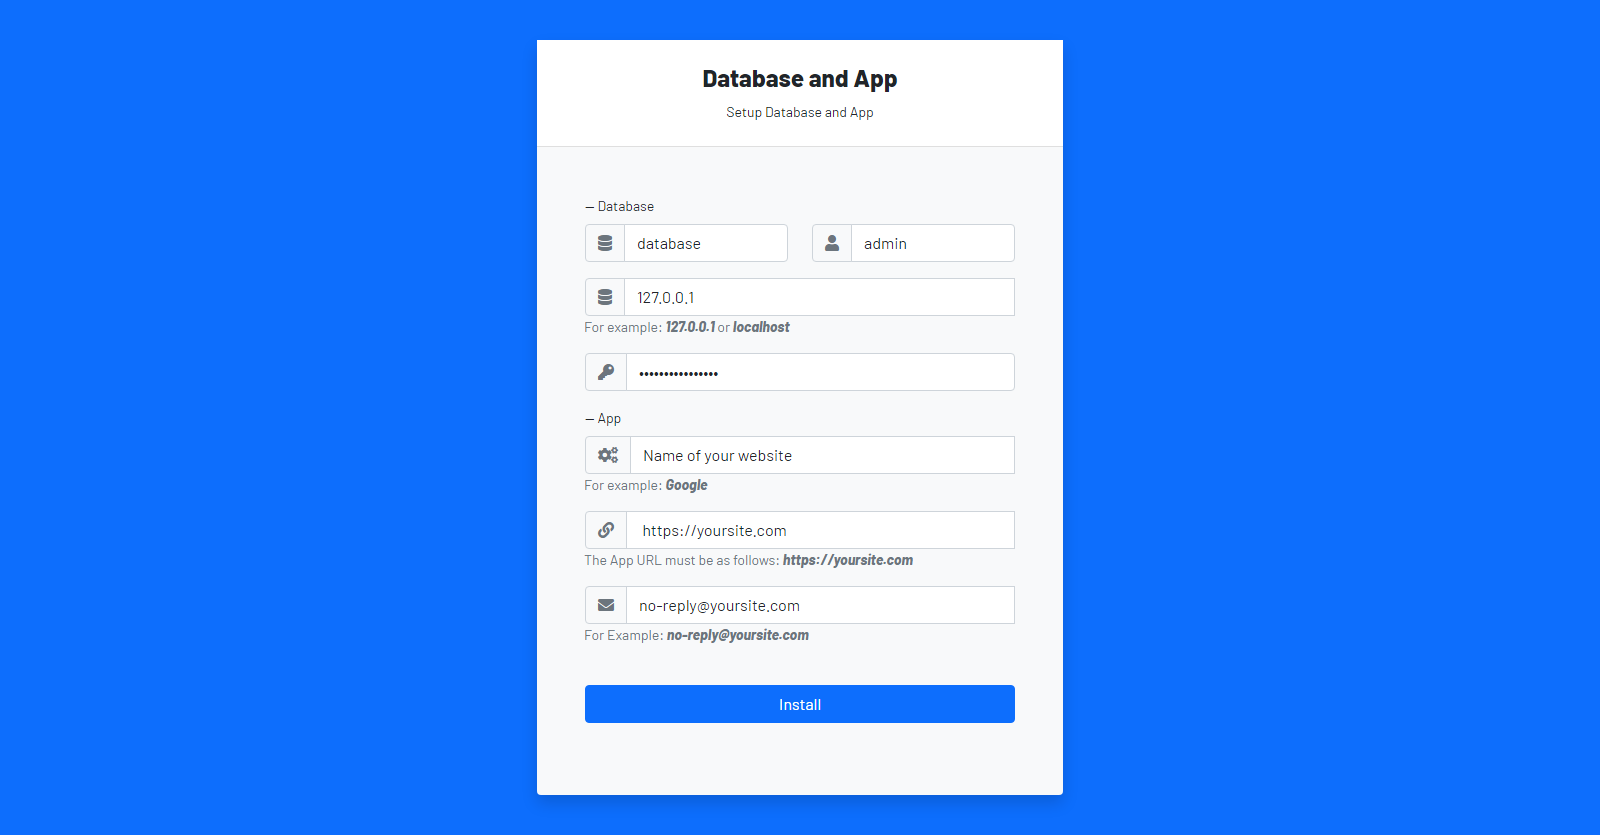 Database and App
Setup Database and App
— Database
database admin
127.0.0.1
For example: 127.0.0.1 or localhost
••••••••••••••••
— App
Name of your website
For example: Google
https://yoursite.com
The App URL must be as follows: https://yoursite.com
no-reply@yoursite.com
For Example: no-reply@yoursite.com
Install